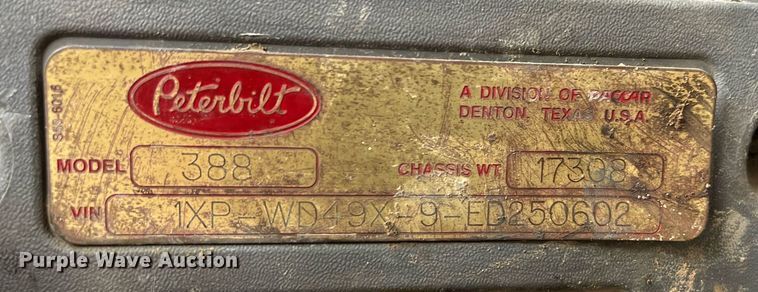 Peterbilt
A DIVISION OF PACCAR
DENTON, TEXAS U.S.A
MODEL 388
CHASSIS WT. 17308
VIN 1XP-WD49X-9-ED250602
Purple Wave Auction